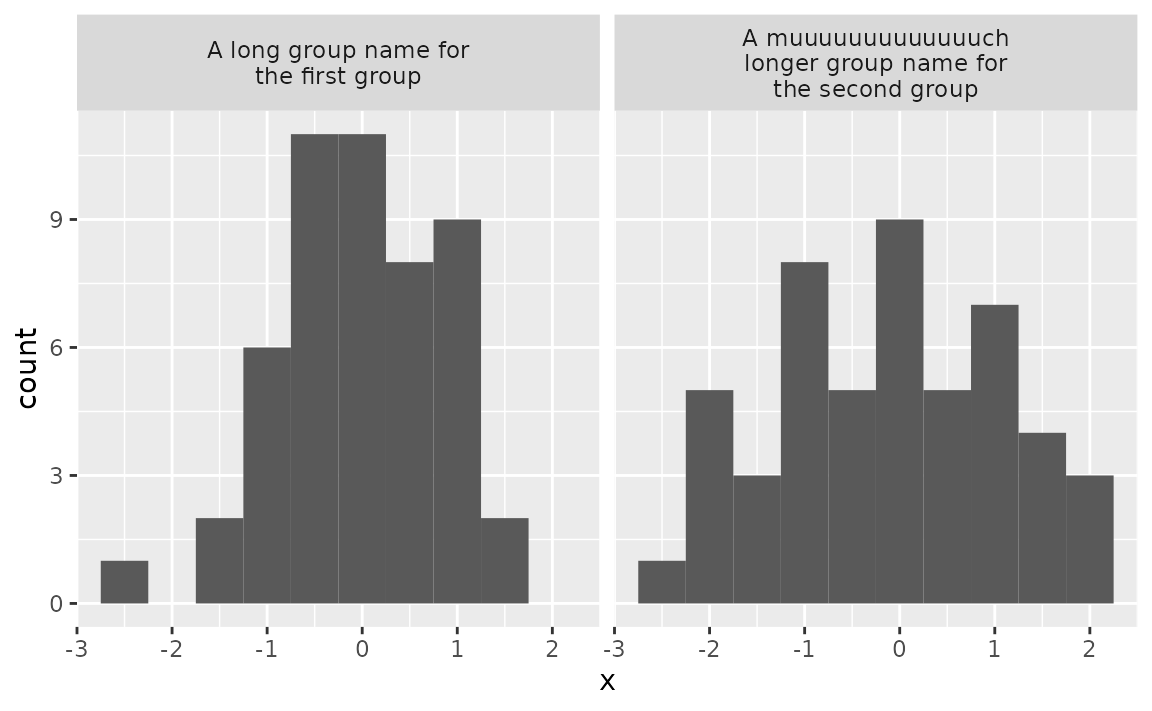 A long group name for
the first group
A muuuuuuuuuuuuuch
longer group name for
the second group
count
9
6
3
0
-3 -2 -1 0 1 2
-3 -2 -1 0 1 2
x